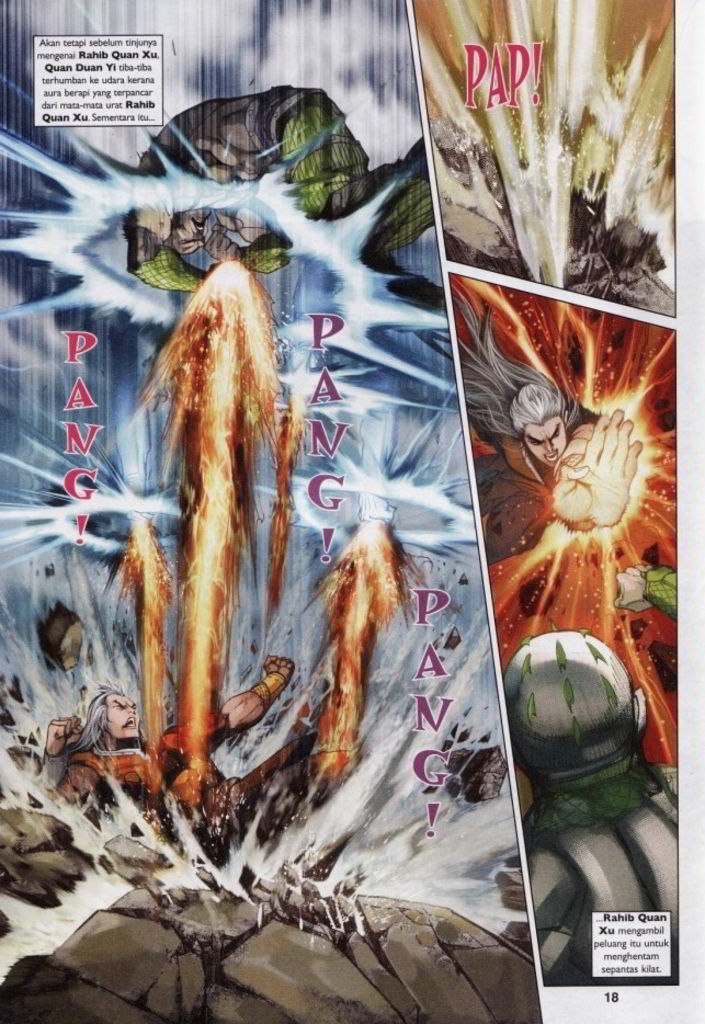 Akan tetapi sebelum tinjunya
mengenai Rahib Quan Xu,
Quan Duan Yi tiba-tiba
terhumban ke udara kerana
aura berapi yang terpancar
dari mata-mata urat Rahib
Quan Xu. Sementara itu...
PANG!
PANG!
PANG!
PAP!
...Rahib Quan
Xu mengambil
peluang itu untuk
menghentam
sepantas kilat.
18